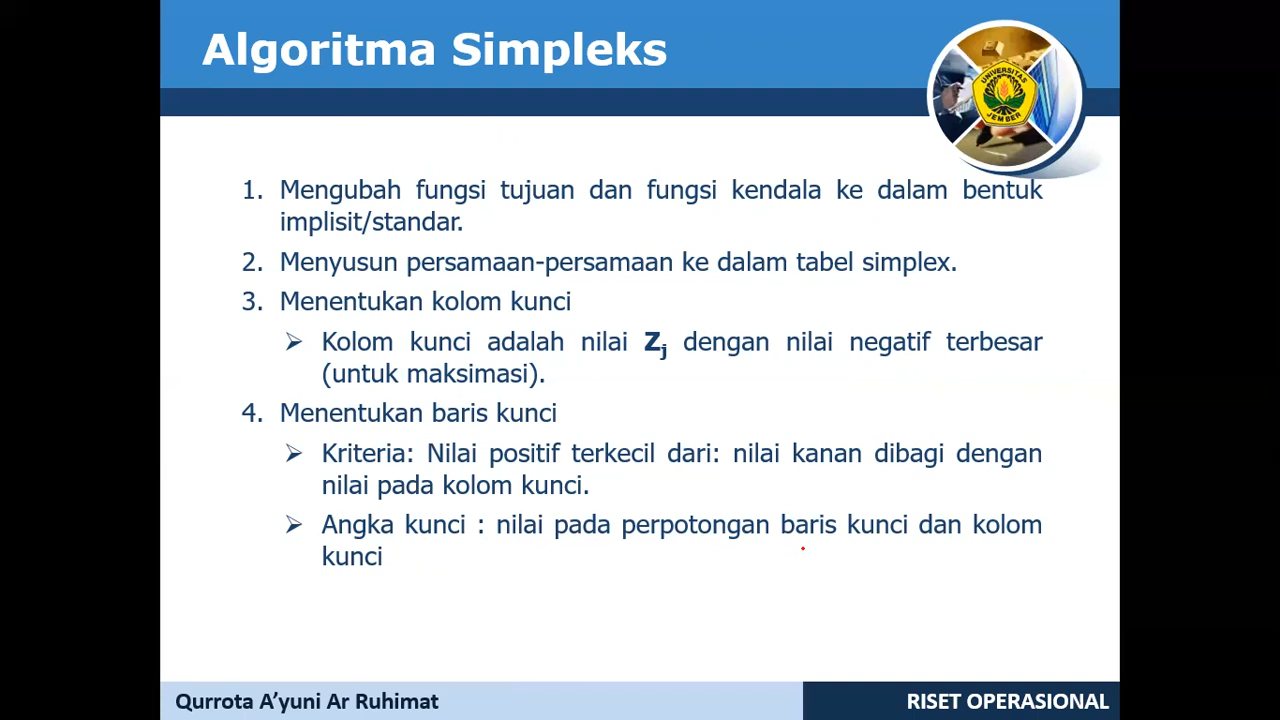 Algoritma Simpleks
UNIVERSITAS
JEMBER
1. Mengubah fungsi tujuan dan fungsi kendala ke dalam bentuk
implisit/standar.
2. Menyusun persamaan-persamaan ke dalam tabel simplex.
3. Menentukan kolom kunci
➢ Kolom kunci adalah nilai Zj dengan nilai negatif terbesar
(untuk maksimasi).
4. Menentukan baris kunci
➢ Kriteria: Nilai positif terkecil dari: nilai kanan dibagi dengan
nilai pada kolom kunci.
➢ Angka kunci : nilai pada perpotongan baris kunci dan kolom
kunci
Qurrota A’yuni Ar Ruhimat
RISET OPERASIONAL